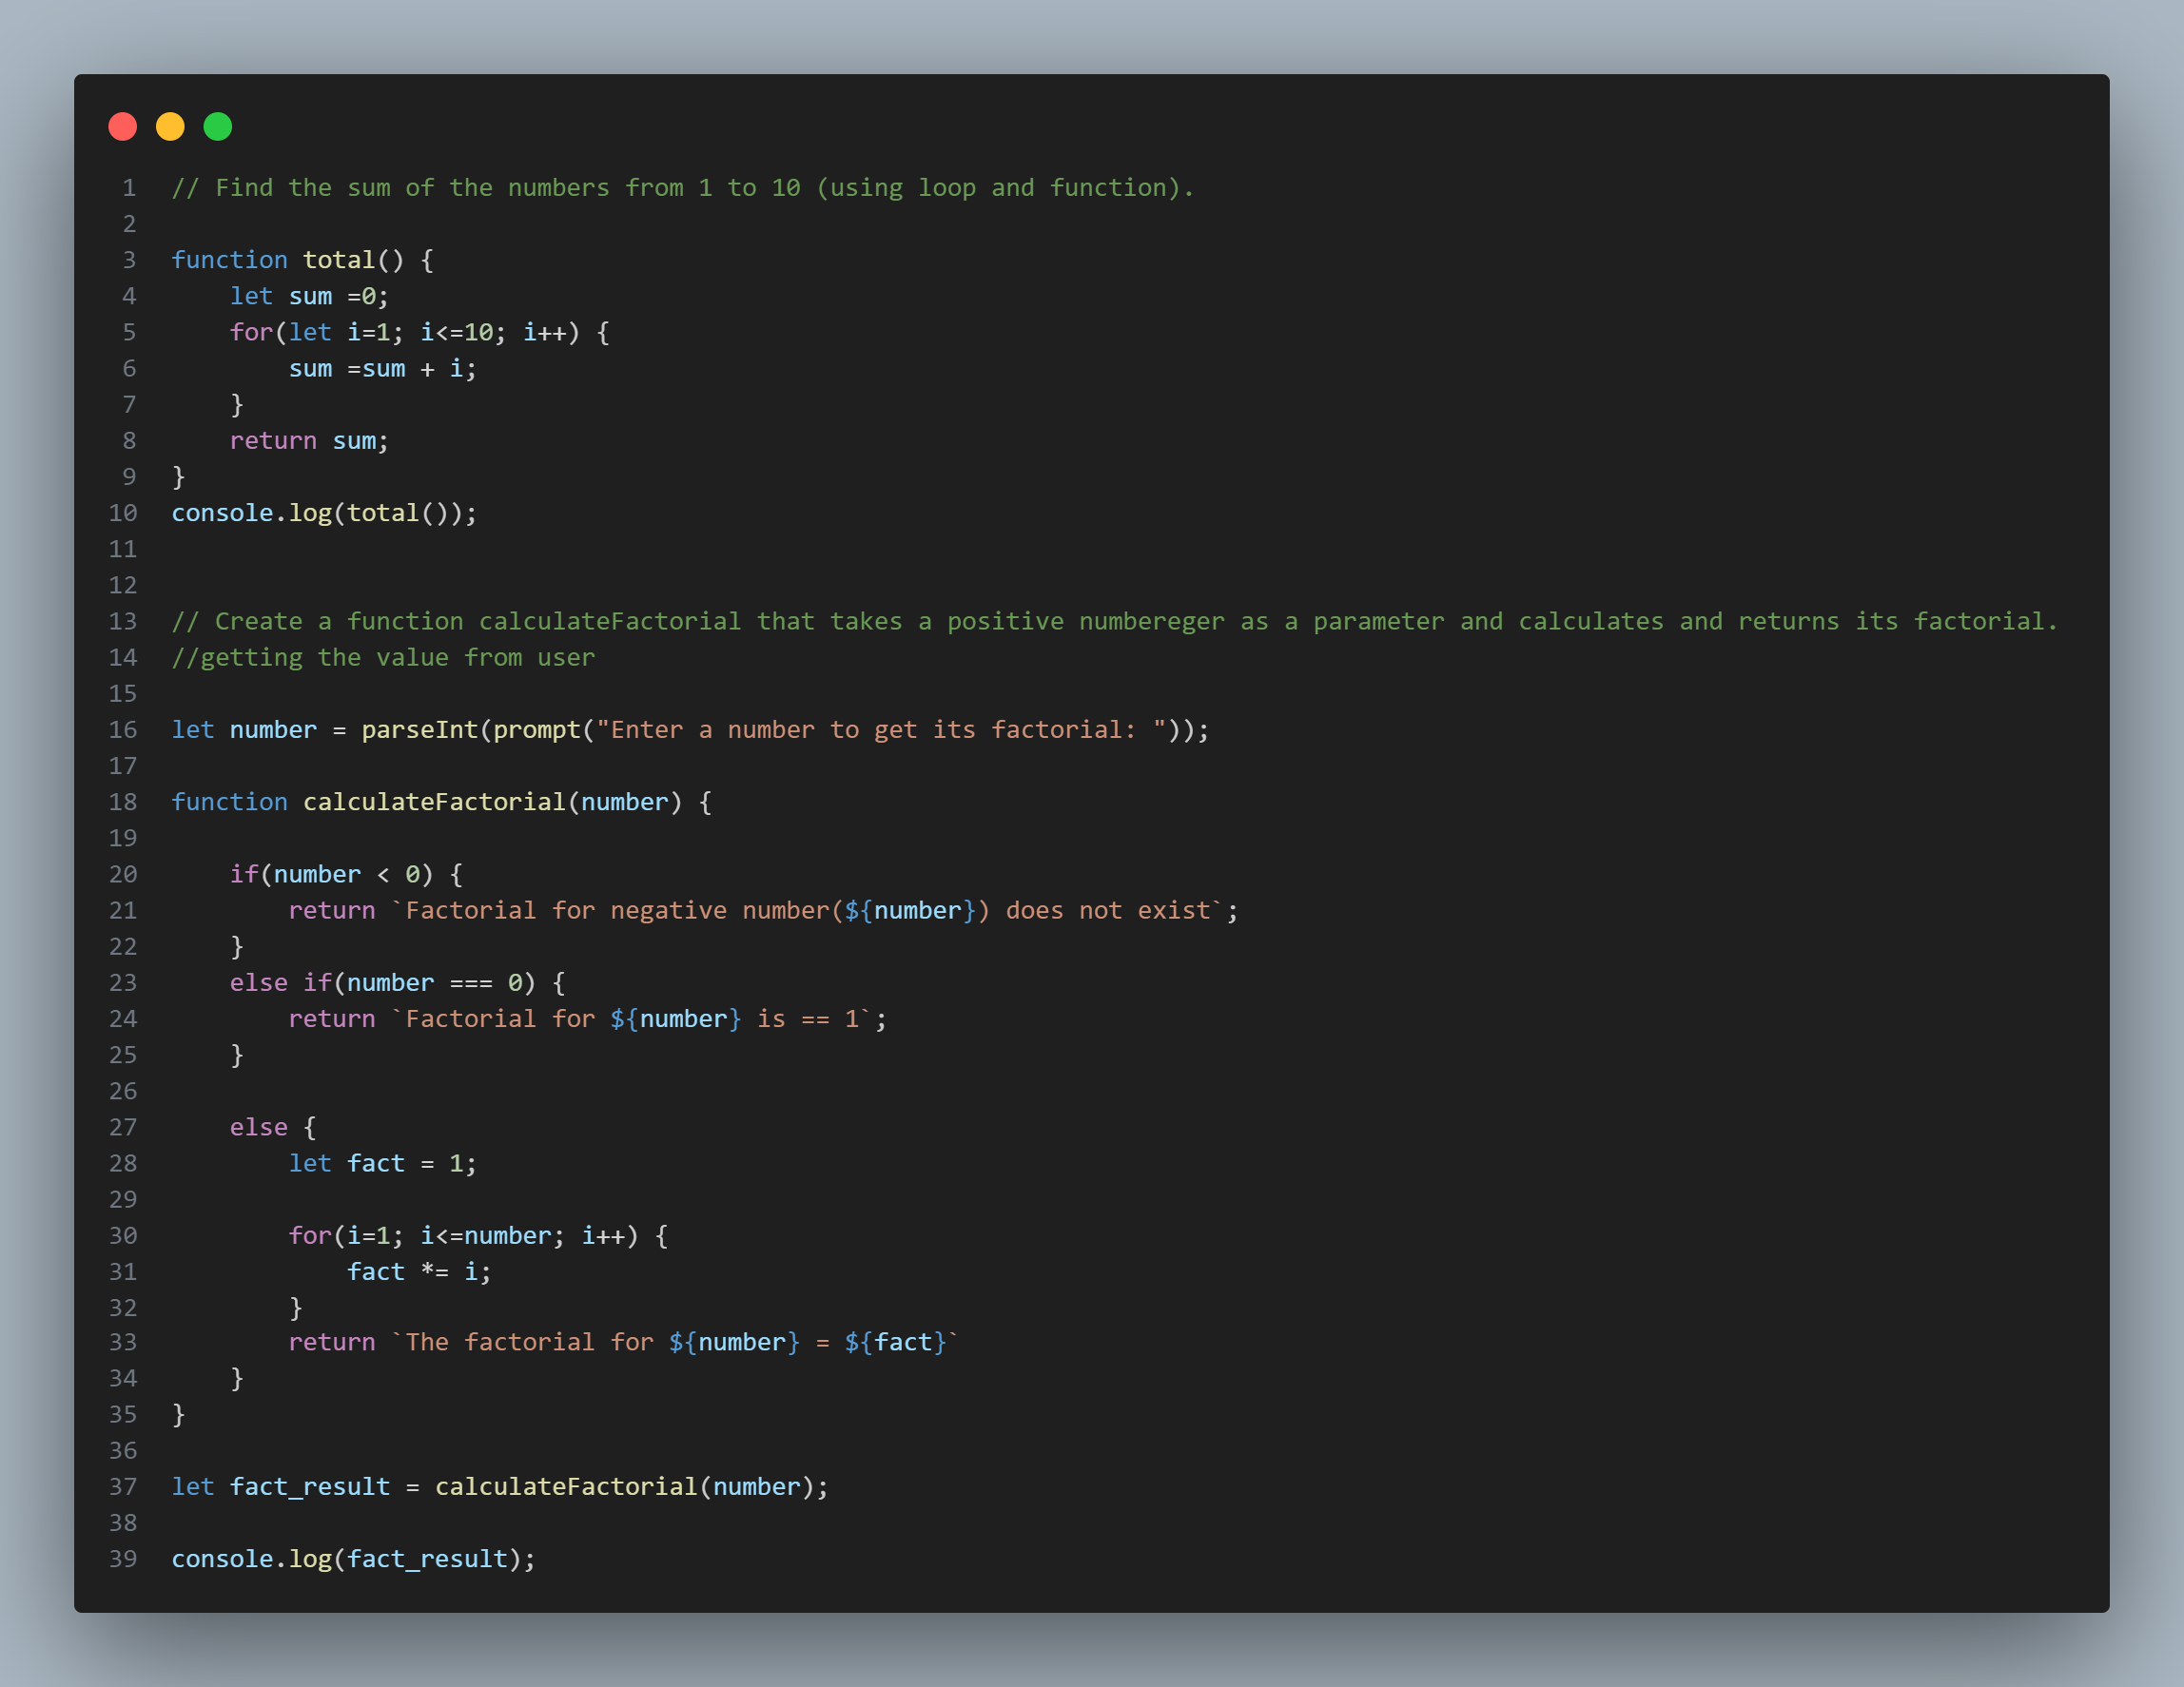 1 // Find the sum of the numbers from 1 to 10 (using loop and function).
2
3 function total() {
4     let sum =0;
5     for(let i=1; i<=10; i++) {
6         sum =sum + i;
7     }
8     return sum;
9 }
10 console.log(total());
11
12
13 // Create a function calculateFactorial that takes a positive numbereger as a parameter and calculates and returns its factorial.
14 //getting the value from user
15
16 let number = parseInt(prompt("Enter a number to get its factorial: "));
17
18 function calculateFactorial(number) {
19
20     if(number < 0) {
21         return `Factorial for negative number(${number}) does not exist`;
22     }
23     else if(number === 0) {
24         return `Factorial for ${number} is == 1`;
25     }
26
27     else {
28         let fact = 1;
29
30         for(i=1; i<=number; i++) {
31             fact *= i;
32         }
33         return `The factorial for ${number} = ${fact}`
34     }
35 }
36
37 let fact_result = calculateFactorial(number);
38
39 console.log(fact_result);